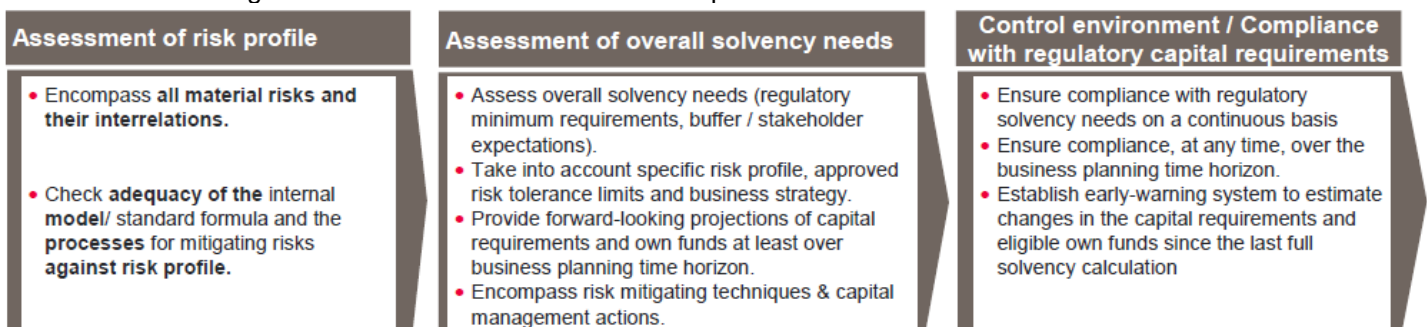 Assessment of risk profile
• Encompass all material risks and
their interrelations.
• Check adequacy of the internal
model/ standard formula and the
processes for mitigating risks
against risk profile.
Assessment of overall solvency needs
• Assess overall solvency needs (regulatory
minimum requirements, buffer / stakeholder
expectations).
• Take into account specific risk profile, approved
risk tolerance limits and business strategy.
• Provide forward-looking projections of capital
requirements and own funds at least over
business planning time horizon.
• Encompass risk mitigating techniques & capital
management actions.
Control environment / Compliance
with regulatory capital requirements
• Ensure compliance with regulatory
solvency needs on a continuous basis
• Ensure compliance, at any time, over the
business planning time horizon.
• Establish early-warning system to estimate
changes in the capital requirements and
eligible own funds since the last full
solvency calculation